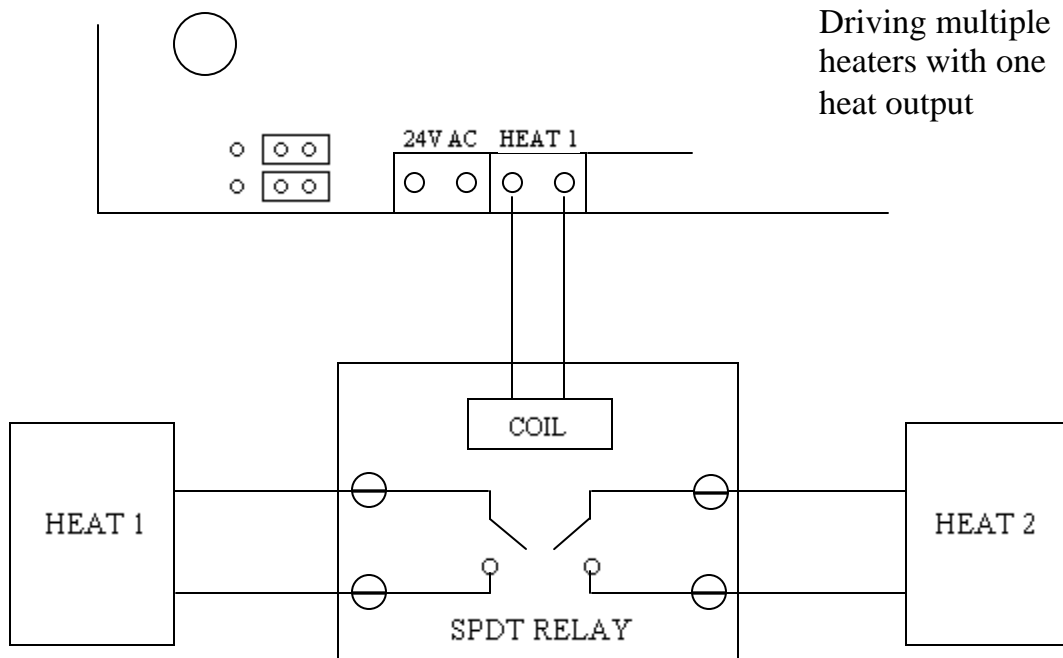 Driving multiple
heaters with one
heat output
24V AC HEAT 1
COIL
HEAT 1
HEAT 2
SPDT RELAY